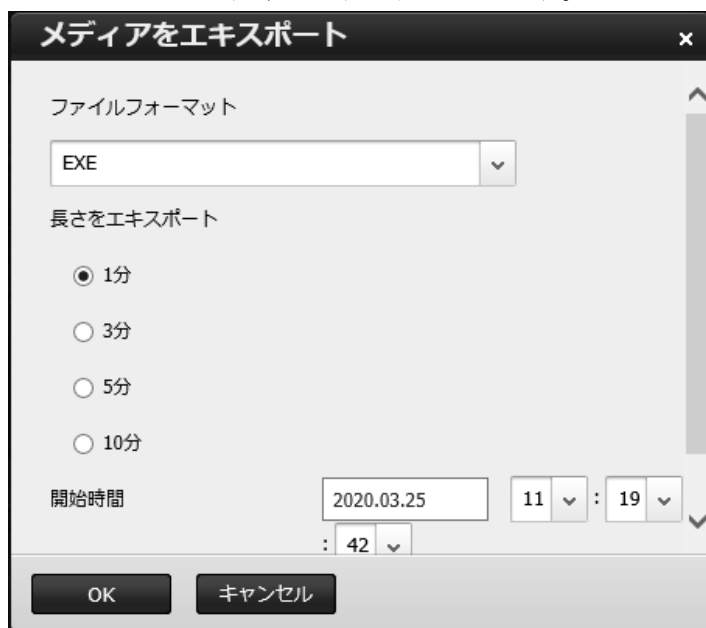 メディアをエキスポート ×
ファイルフォーマット
EXE
長さをエキスポート
1分
3分
5分
10分
開始時間 2020.03.25 11 : 19
: 42
OK キャンセル